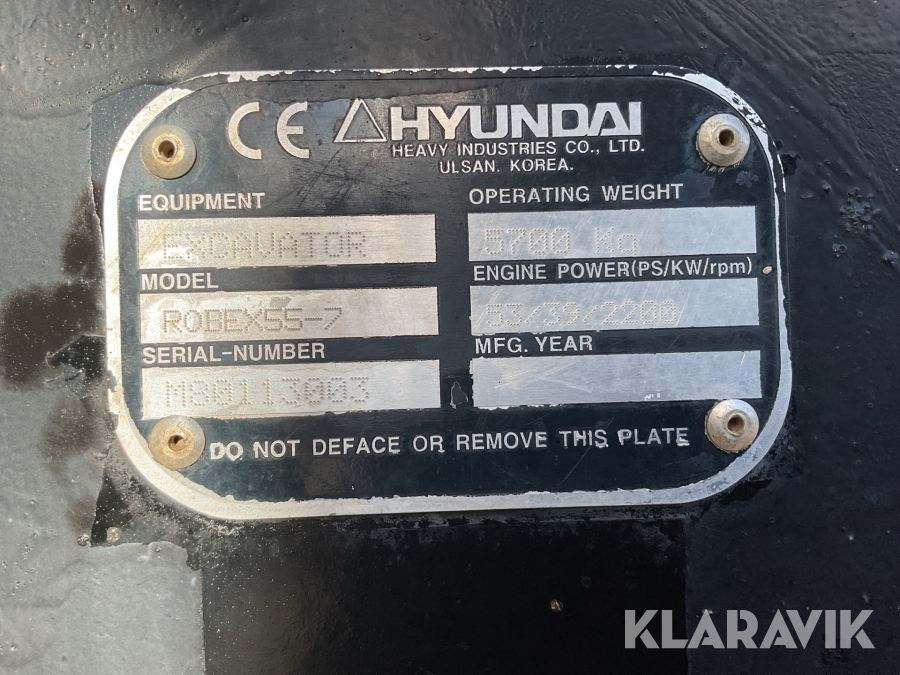 CE HYUNDAI
HEAVY INDUSTRIES CO., LTD.
ULSAN. KOREA.
EQUIPMENT
EXCAVATOR
OPERATING WEIGHT
5700 Kg
MODEL
ROBEX55-7
ENGINE POWER(PS/KW/rpm)
/53/39/2200/
SERIAL-NUMBER
M80113003
MFG. YEAR
DO NOT DEFACE OR REMOVE THIS PLATE
KLARAVIK